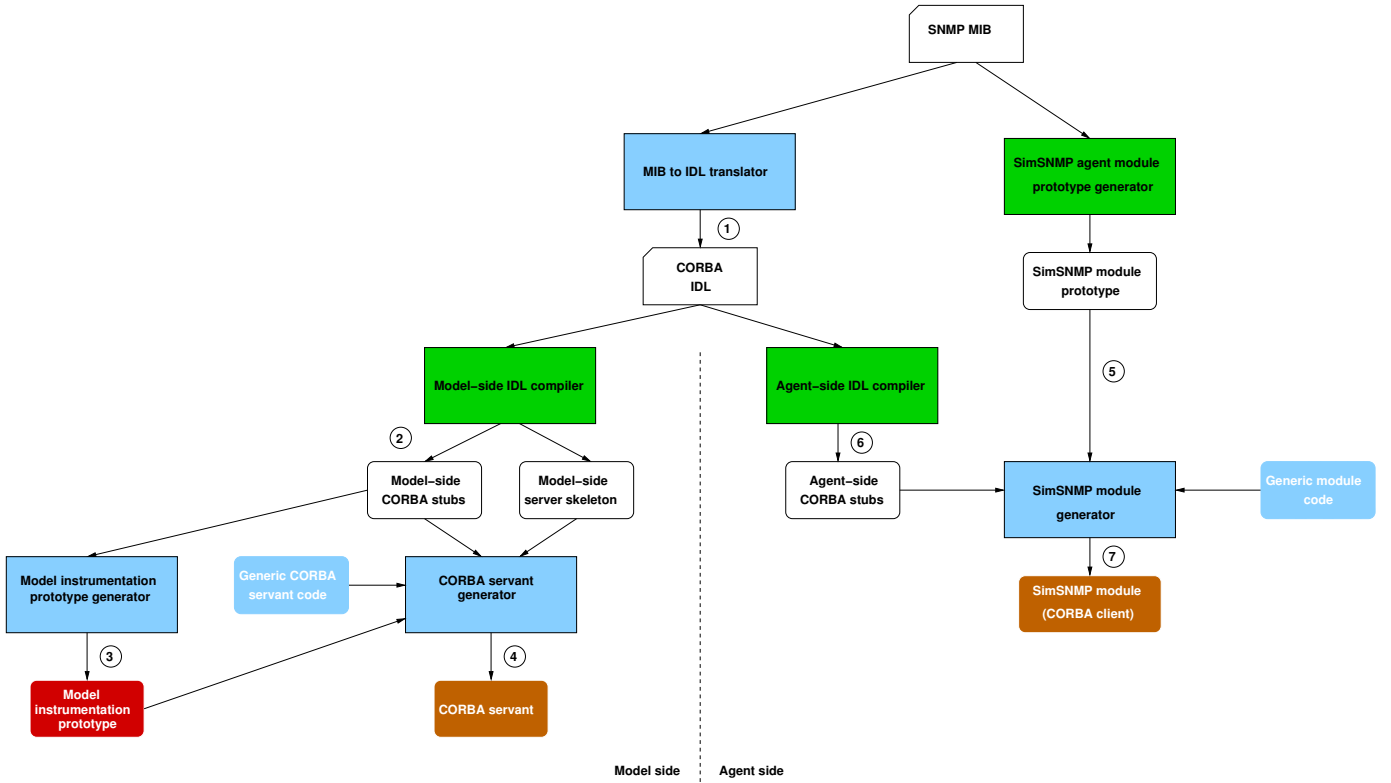 SNMP MIB
MIB to IDL translator
SimSNMP agent module
prototype generator
1
CORBA
IDL
SimSNMP module
prototype
Model-side IDL compiler
Agent-side IDL compiler
5
2
6
Model-side
CORBA stubs
Model-side
server skeleton
Agent-side
CORBA stubs
SimSNMP module
generator
Generic module
code
Model instrumentation
prototype generator
Generic CORBA
servant code
CORBA servant
generator
7
SimSNMP module
(CORBA client)
3
4
Model
instrumentation
prototype
CORBA servant
Model side
Agent side